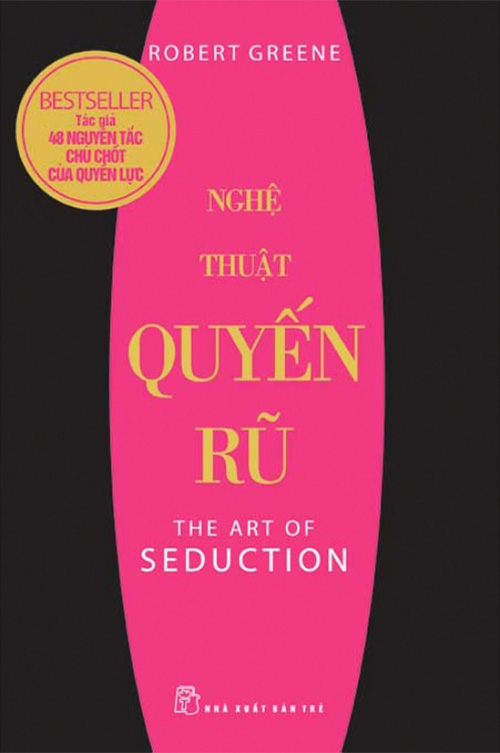 ROBERT GREENE
BESTSELLER
Tác giả
48 NGUYÊN TẮC
CHỦ CHỐT
CỦA QUYỀN LỰC
NGHỆ
THUẬT
QUYẾN
RŨ
THE ART OF
SEDUCTION
NHÀ XUẤT BẢN TRẺ